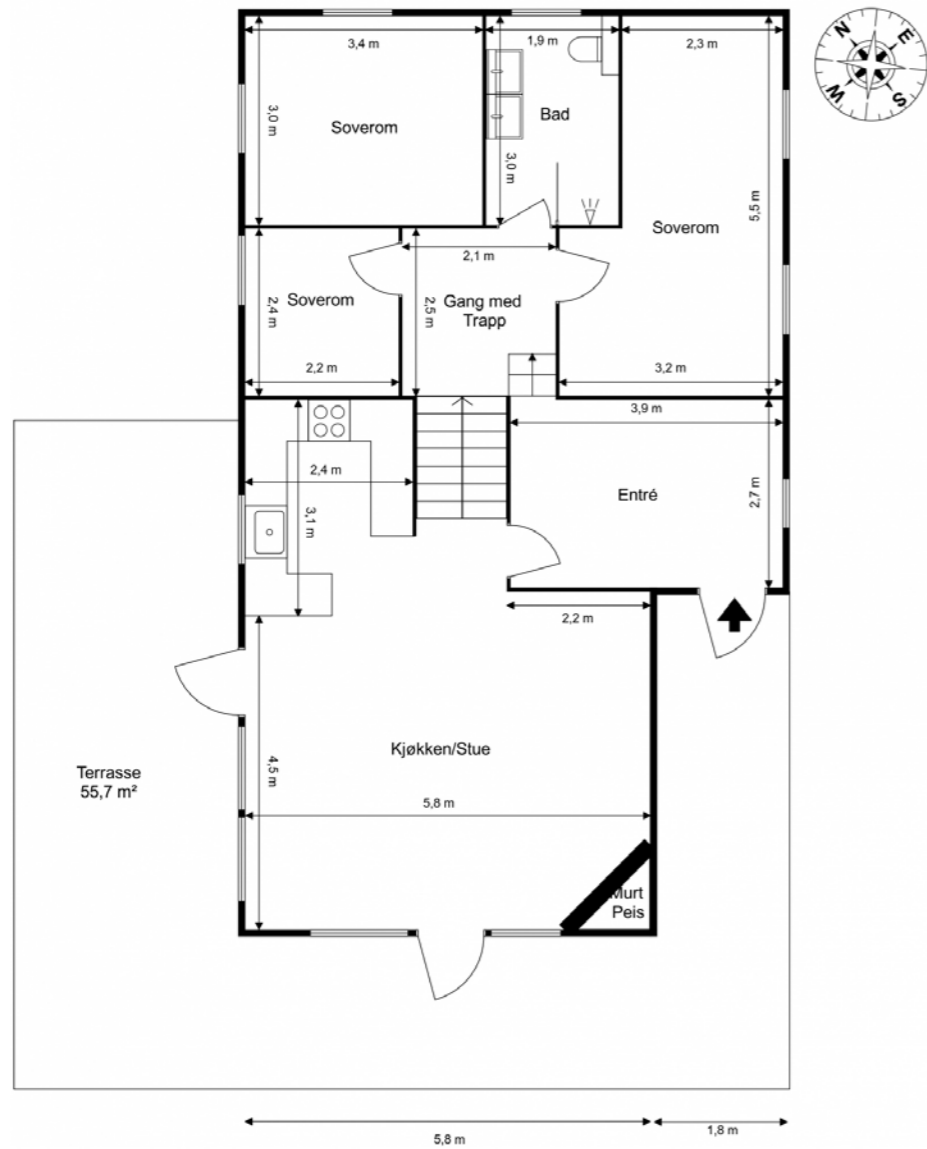 3,4 m
1,9 m
2,3 m
N
E
S
W
3,0 m
Soverom
Bad
3,0 m
5,5 m
Soverom
2,1 m
2,4 m
Soverom
2,5 m
Gang med
Trapp
2,2 m
3,2 m
3,9 m
2,4 m
3,1 m
Entré
2,7 m
2,2 m
Kjøkken/Stue
4,5 m
Terrasse
55,7 m²
5,8 m
Murt
Peis
5,8 m
1,8 m